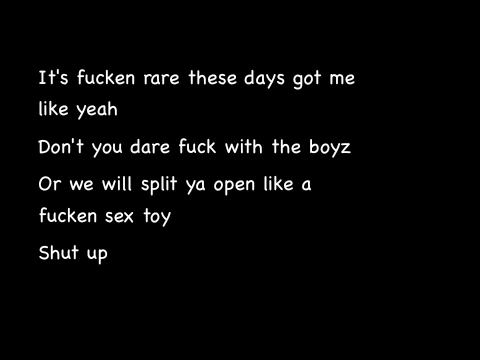 It's fucken rare these days got me
like yeah
Don't you dare fuck with the boyz
Or we will split ya open like a
fucken sex toy
Shut up